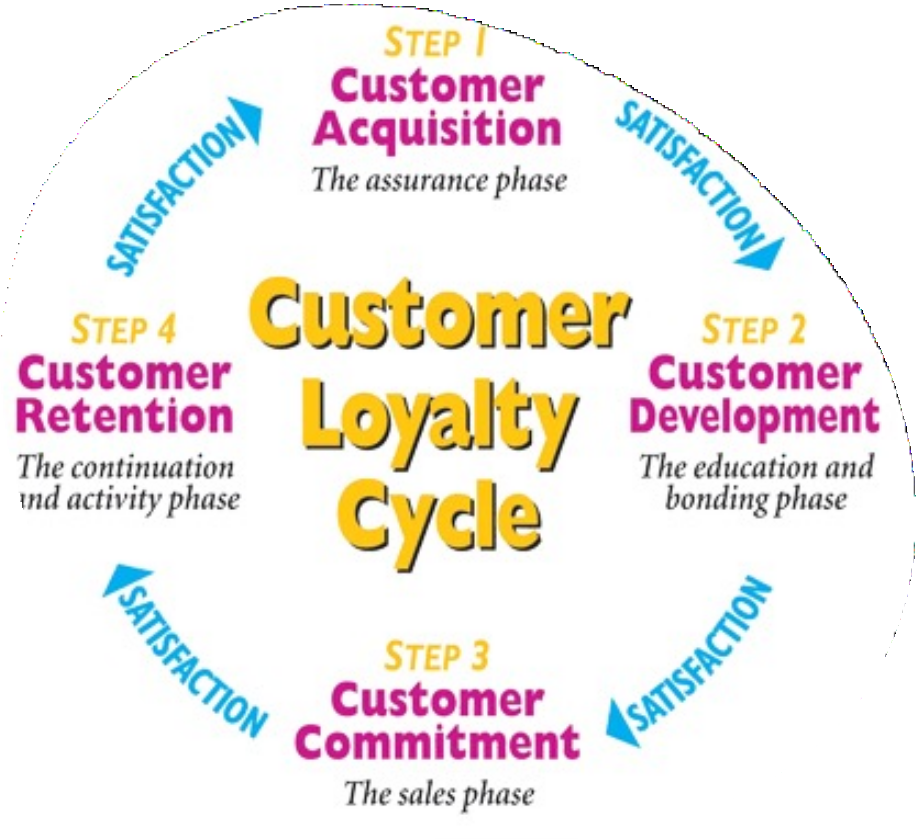 STEP 1
Customer
Acquisition
The assurance phase
SATISFACTION
STEP 2
Customer
Development
The education and
bonding phase
SATISFACTION
STEP 3
Customer
Commitment
The sales phase
SATISFACTION
STEP 4
Customer
Retention
The continuation
and activity phase
SATISFACTION
Customer
Loyalty
Cycle